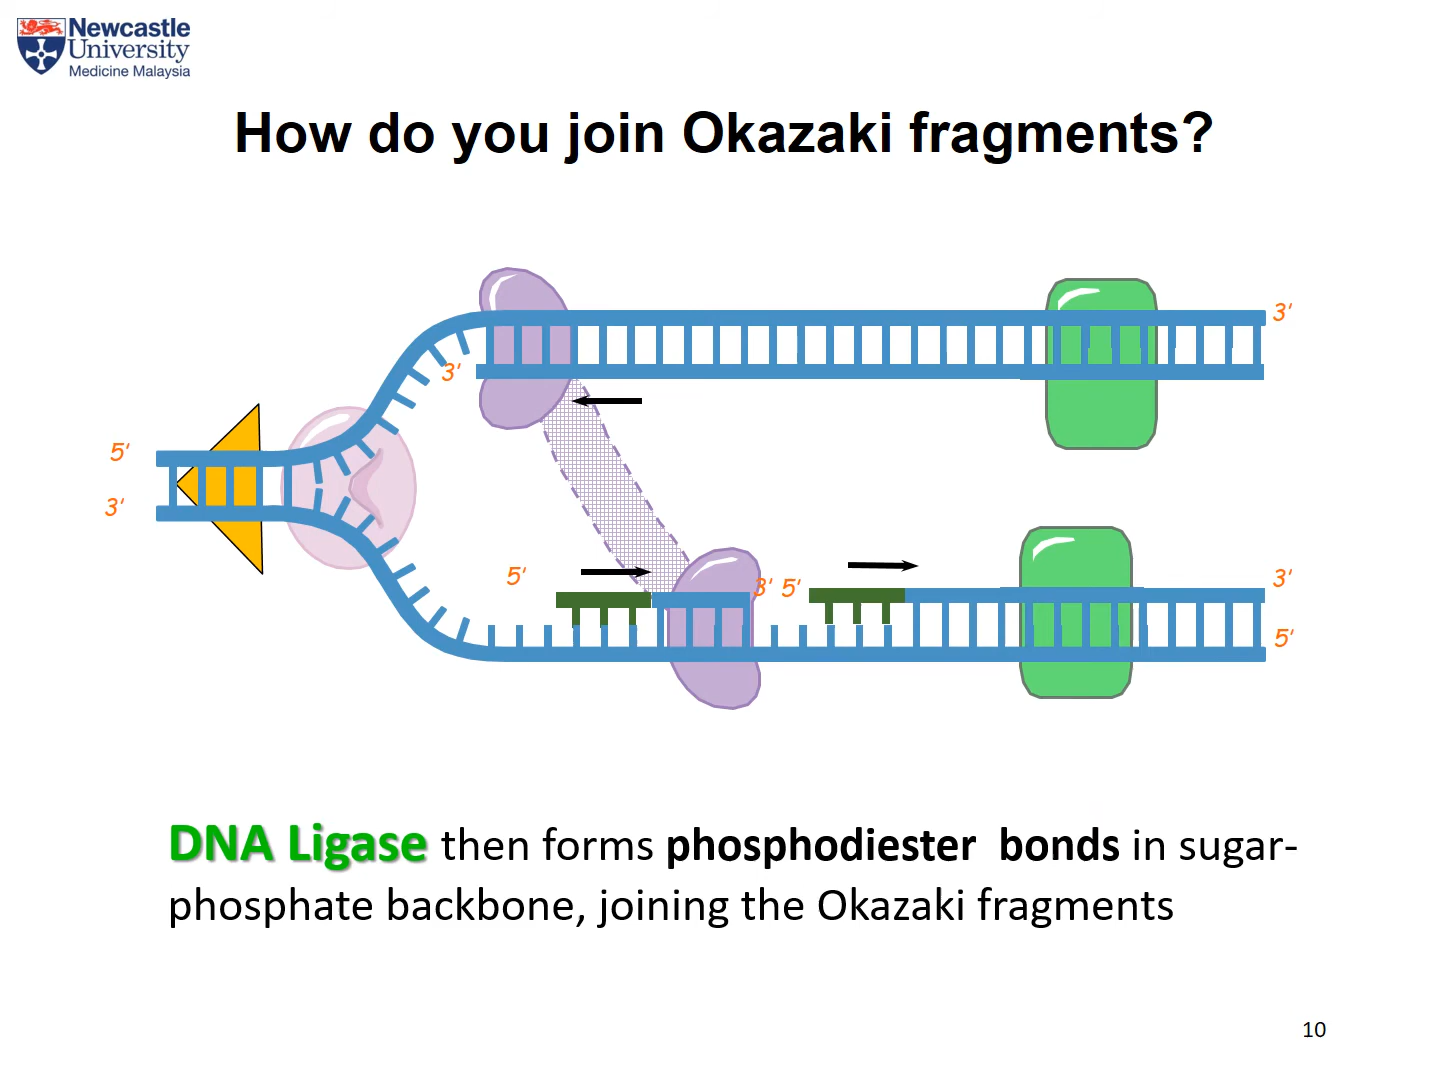 Newcastle
University
Medicine Malaysia
How do you join Okazaki fragments?
3'
3'
5'
3'
5'
3' 5'
3'
5'
DNA Ligase then forms phosphodiester bonds in sugar-
phosphate backbone, joining the Okazaki fragments
10